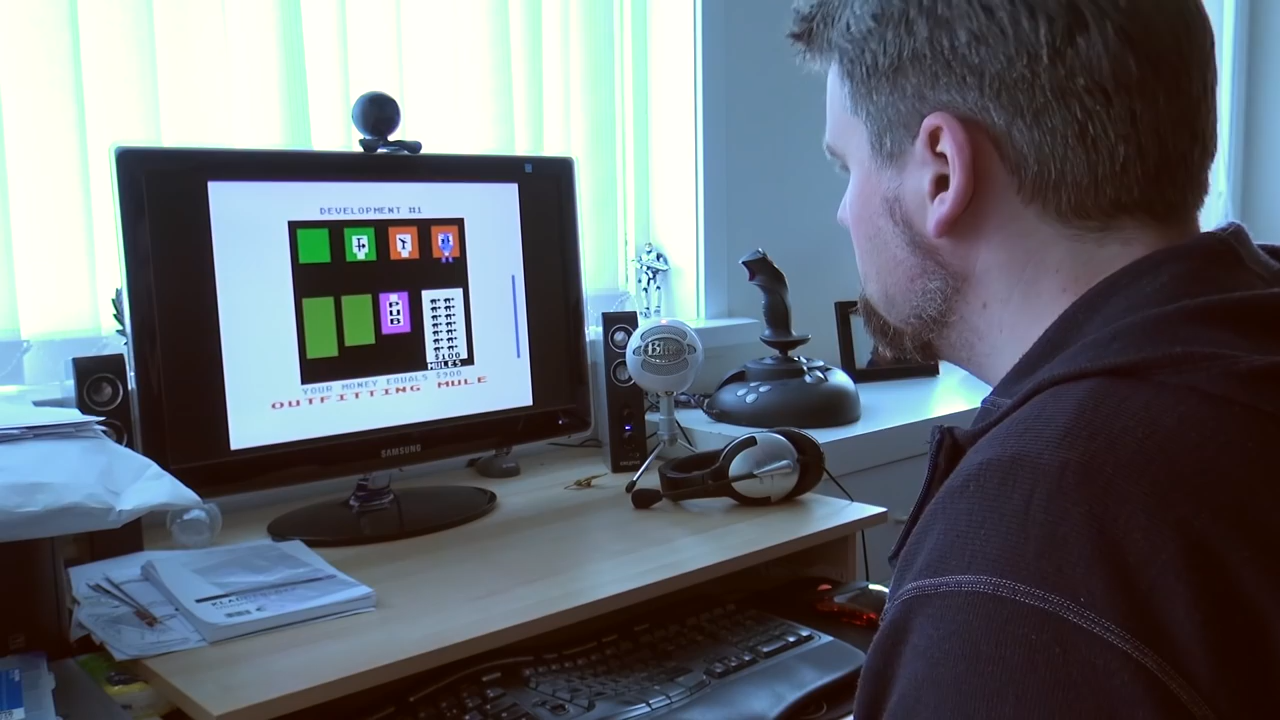 DEVELOPMENT #1
PUB
$100
MULES
YOUR MONEY EQUALS $900
OUTFITTING MULE
SAMSUNG
Blue